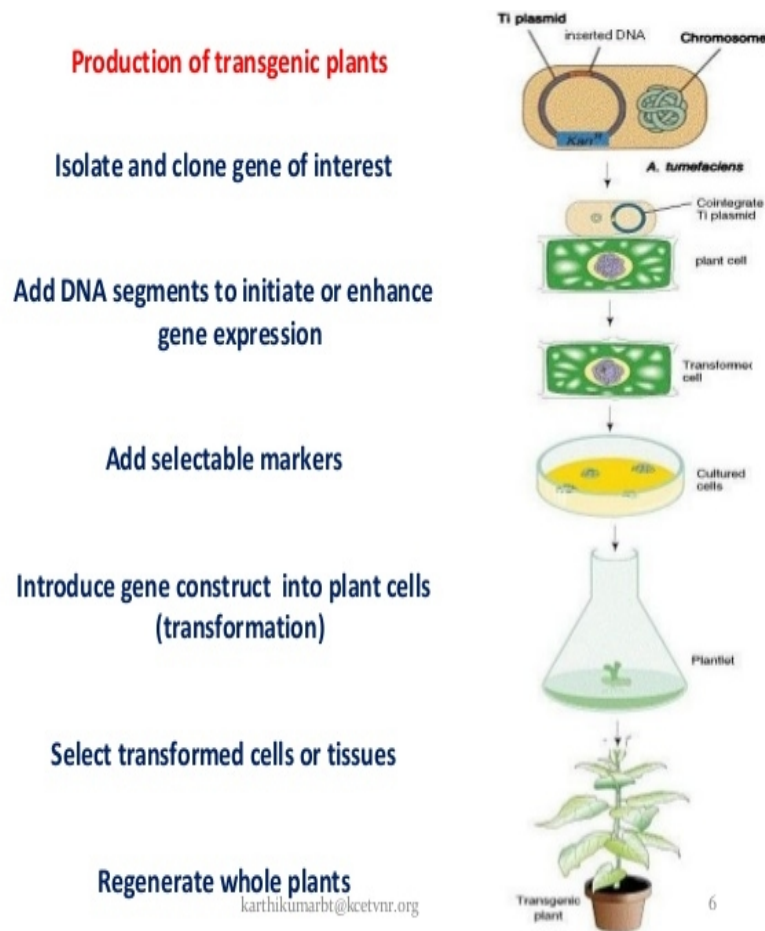 Production of transgenic plants
Isolate and clone gene of interest
Add DNA segments to initiate or enhance
gene expression
Add selectable markers
Introduce gene construct into plant cells
(transformation)
Select transformed cells or tissues
Regenerate whole plants
karthikumarbt@kcetvnr.org
Ti plasmid
inserted DNA
Chromosome
Kan R
A. tumefaciens
Cointegrate
Ti plasmid
plant cell
Transformed
cell
Cultured
cells
Plantlet
Transgenic
plant
6